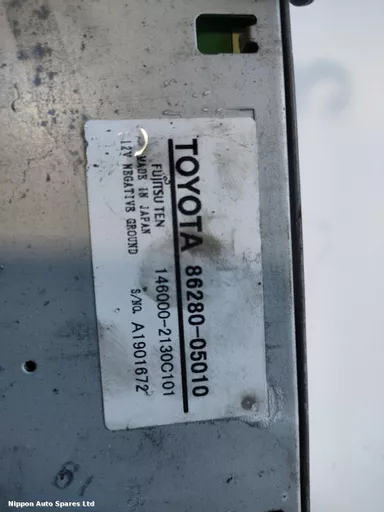 TOYOTA 86280-05010
FUJITSU TEN 146000-2130C101
MADE IN JAPAN
12V NEGATIVE GROUND S/NO. A1901672
Nippon Auto Spares Ltd